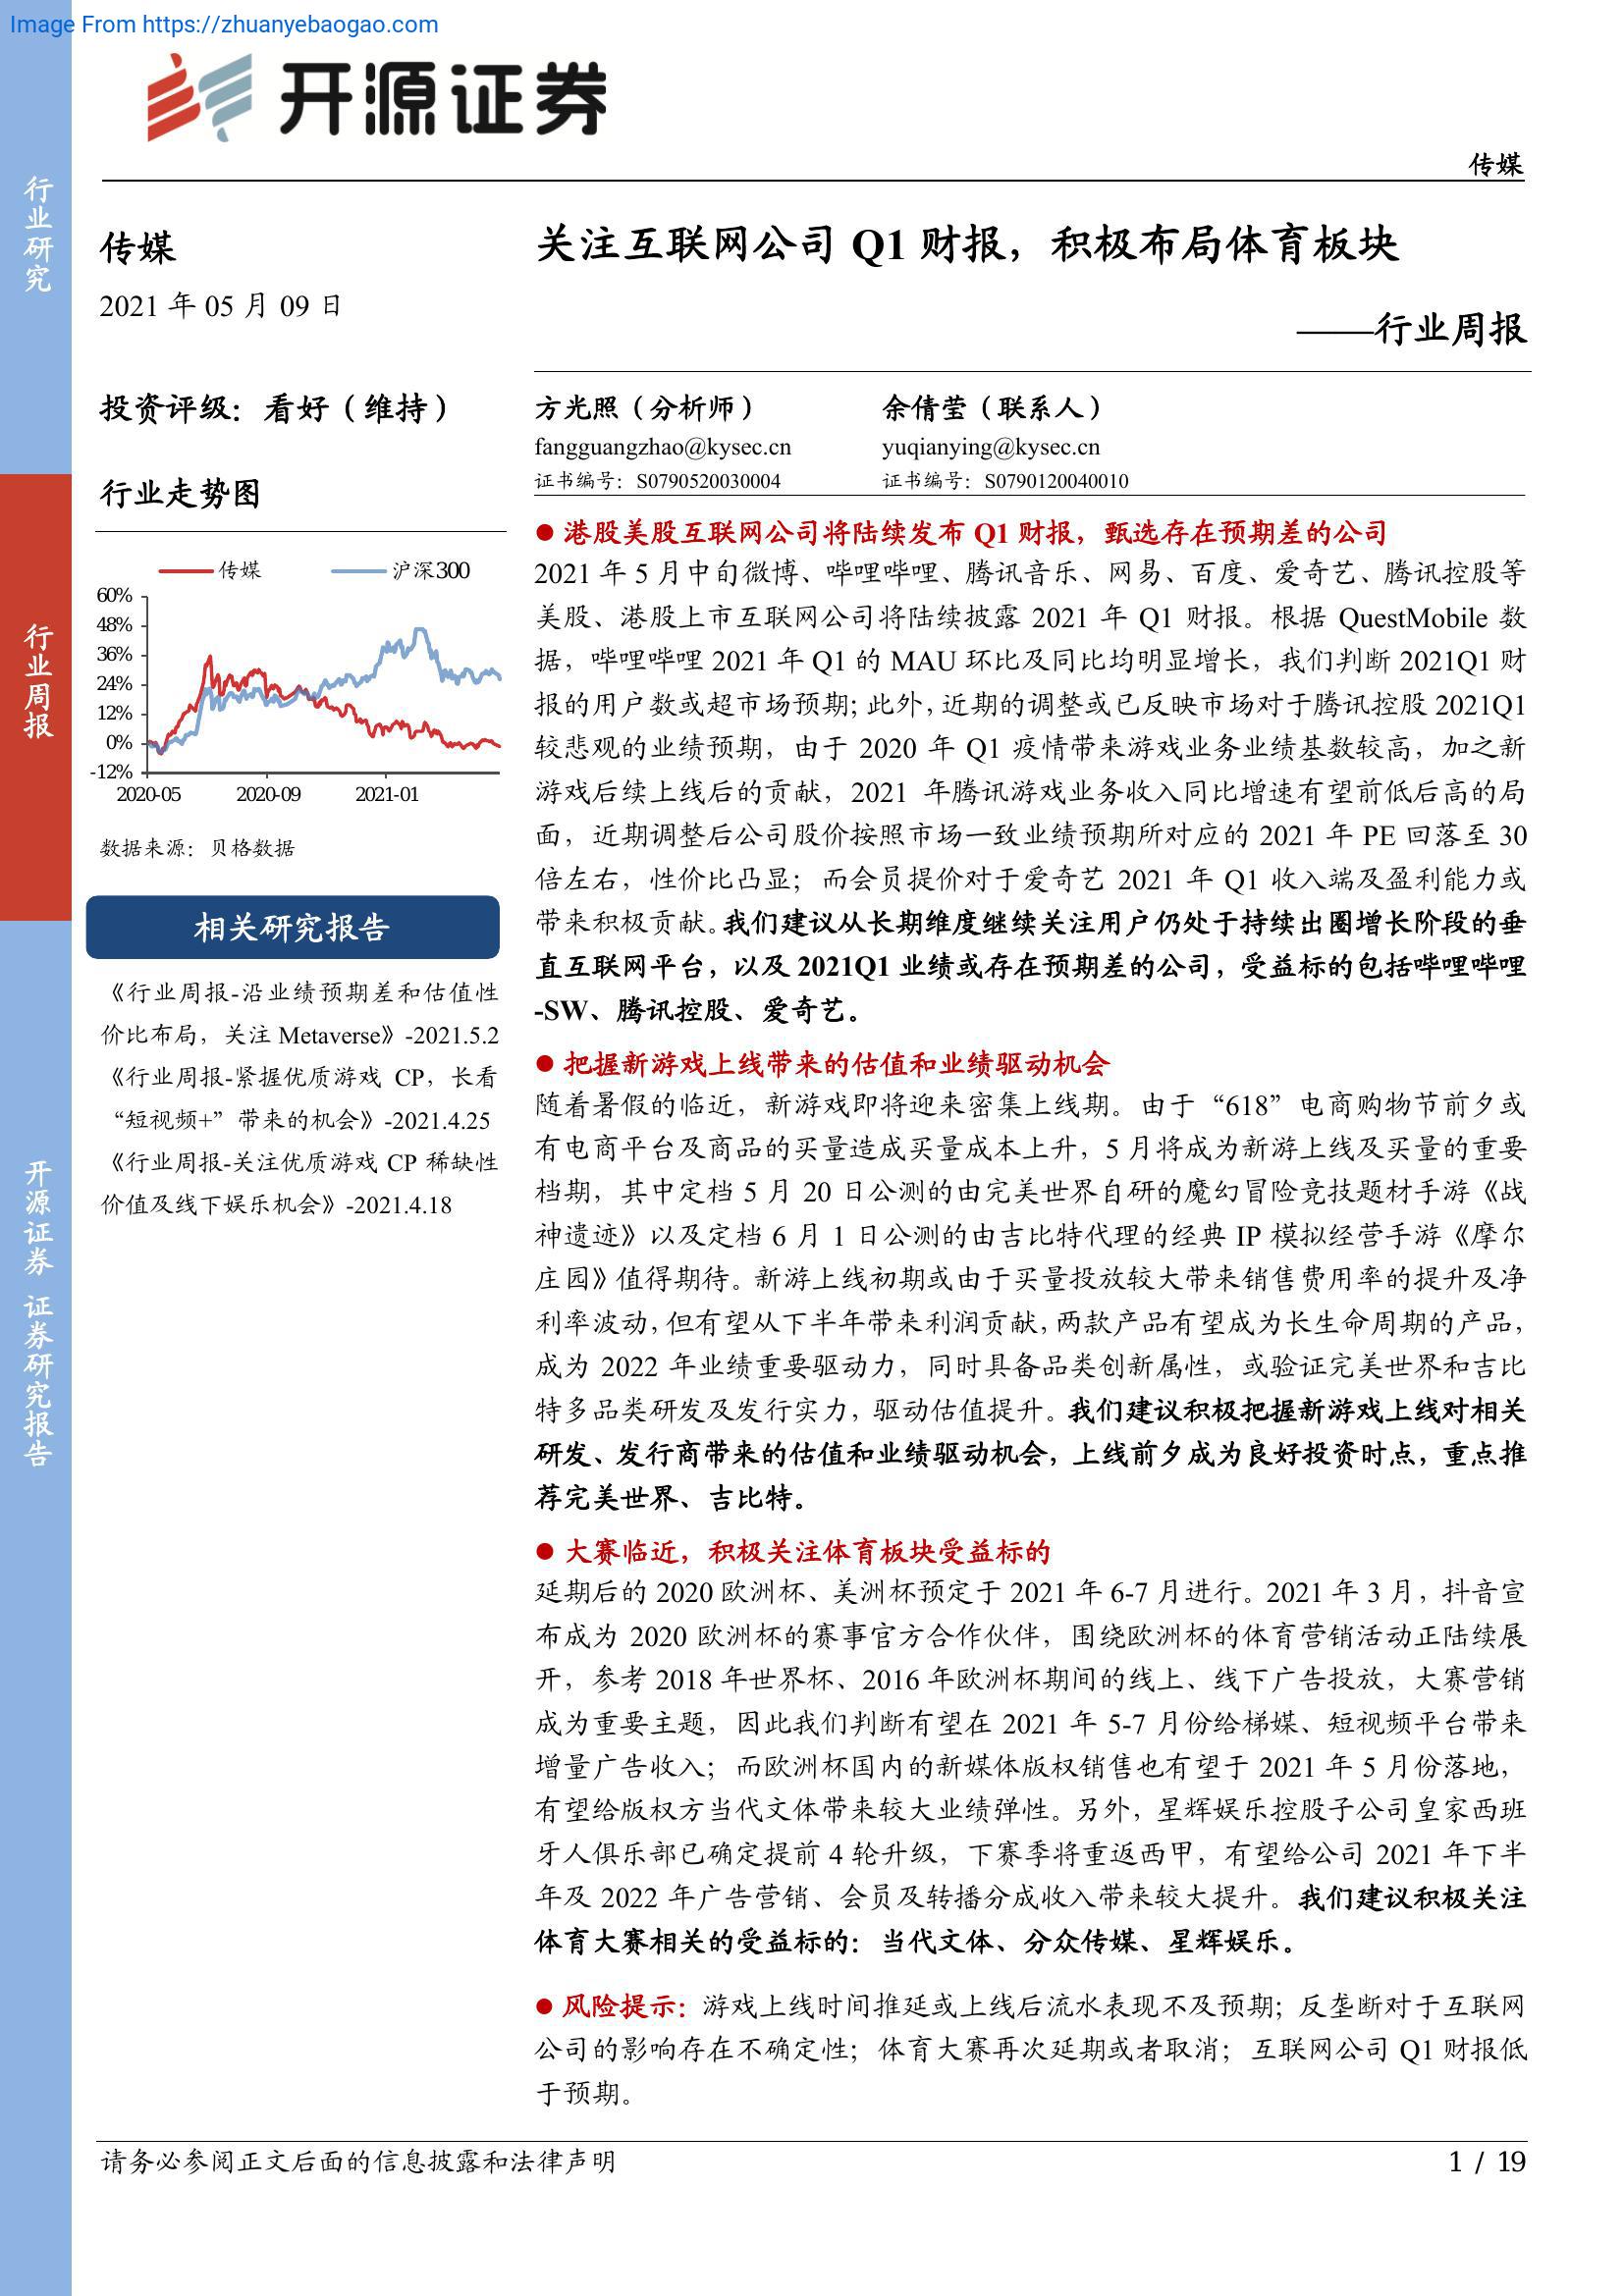 Image From https://zhuanyebaogao.com
开源证券
传媒
行业研究
行业周报
开源证券 证券研究报告
传媒
2021 年 05 月 09 日
投资评级：看好（维持）
行业走势图
传媒 沪深300
60%
48%
36%
24%
12%
0%
-12%
2020-05 2020-09 2021-01
数据来源：贝格数据
相关研究报告
《行业周报-沿业绩预期差和估值性
价比布局，关注 Metaverse》-2021.5.2
《行业周报-紧握优质游戏 CP，长看
“短视频+”带来的机会》-2021.4.25
《行业周报-关注优质游戏 CP 稀缺性
价值及线下娱乐机会》-2021.4.18
关注互联网公司 Q1 财报，积极布局体育板块
——行业周报
方光照（分析师） 余倩莹（联系人）
fangguangzhao@kysec.cn yuqianying@kysec.cn
证书编号：S0790520030004 证书编号：S0790120040010
● 港股美股互联网公司将陆续发布 Q1 财报，甄选存在预期差的公司
2021 年 5 月中旬微博、哔哩哔哩、腾讯音乐、网易、百度、爱奇艺、腾讯控股等
美股、港股上市互联网公司将陆续披露 2021 年 Q1 财报。根据 QuestMobile 数
据，哔哩哔哩 2021 年 Q1 的 MAU 环比及同比均明显增长，我们判断 2021Q1 财
报的用户数或超市场预期；此外，近期的调整或已反映市场对于腾讯控股 2021Q1
较悲观的业绩预期，由于 2020 年 Q1 疫情带来游戏业务业绩基数较高，加之新
游戏后续上线后的贡献，2021 年腾讯游戏业务收入同比增速有望前低后高的局
面，近期调整后公司股价按照市场一致业绩预期所对应的 2021 年 PE 回落至 30
倍左右，性价比凸显；而会员提价对于爱奇艺 2021 年 Q1 收入端及盈利能力或
带来积极贡献。我们建议从长期维度继续关注用户仍处于持续出圈增长阶段的垂
直互联网平台，以及 2021Q1 业绩或存在预期差的公司，受益标的包括哔哩哔哩
-SW、腾讯控股、爱奇艺。
● 把握新游戏上线带来的估值和业绩驱动机会
随着暑假的临近，新游戏即将迎来密集上线期。由于“618”电商购物节前夕或
有电商平台及商品的买量造成买量成本上升，5 月将成为新游上线及买量的重要
档期，其中定档 5 月 20 日公测的由完美世界自研的魔幻冒险竞技题材手游《战
神遗迹》以及定档 6 月 1 日公测的由吉比特代理的经典 IP 模拟经营手游《摩尔
庄园》值得期待。新游上线初期或由于买量投放较大带来销售费用率的提升及净
利率波动，但有望从下半年带来利润贡献，两款产品有望成为长生命周期的产品，
成为 2022 年业绩重要驱动力，同时具备品类创新属性，或验证完美世界和吉比
特多品类研发及发行实力，驱动估值提升。我们建议积极把握新游戏上线对相关
研发、发行商带来的估值和业绩驱动机会，上线前夕成为良好投资时点，重点推
荐完美世界、吉比特。
● 大赛临近，积极关注体育板块受益标的
延期后的 2020 欧洲杯、美洲杯预定于 2021 年 6-7 月进行。2021 年 3 月，抖音宣
布成为 2020 欧洲杯的赛事官方合作伙伴，围绕欧洲杯的体育营销活动正陆续展
开，参考 2018 年世界杯、2016 年欧洲杯期间的线上、线下广告投放，大赛营销
成为重要主题，因此我们判断有望在 2021 年 5-7 月份给梯媒、短视频平台带来
增量广告收入；而欧洲杯国内的新媒体版权销售也有望于 2021 年 5 月份落地，
有望给版权方当代文体带来较大业绩弹性。另外，星辉娱乐控股子公司皇家西班
牙人俱乐部已确定提前 4 轮升级，下赛季将重返西甲，有望给公司 2021 年下半
年及 2022 年广告营销、会员及转播分成收入带来较大提升。我们建议积极关注
体育大赛相关的受益标的：当代文体、分众传媒、星辉娱乐。
● 风险提示：游戏上线时间推延或上线后流水表现不及预期；反垄断对于互联网
公司的影响存在不确定性；体育大赛再次延期或者取消；互联网公司 Q1 财报低
于预期。
请务必参阅正文后面的信息披露和法律声明 1 / 19